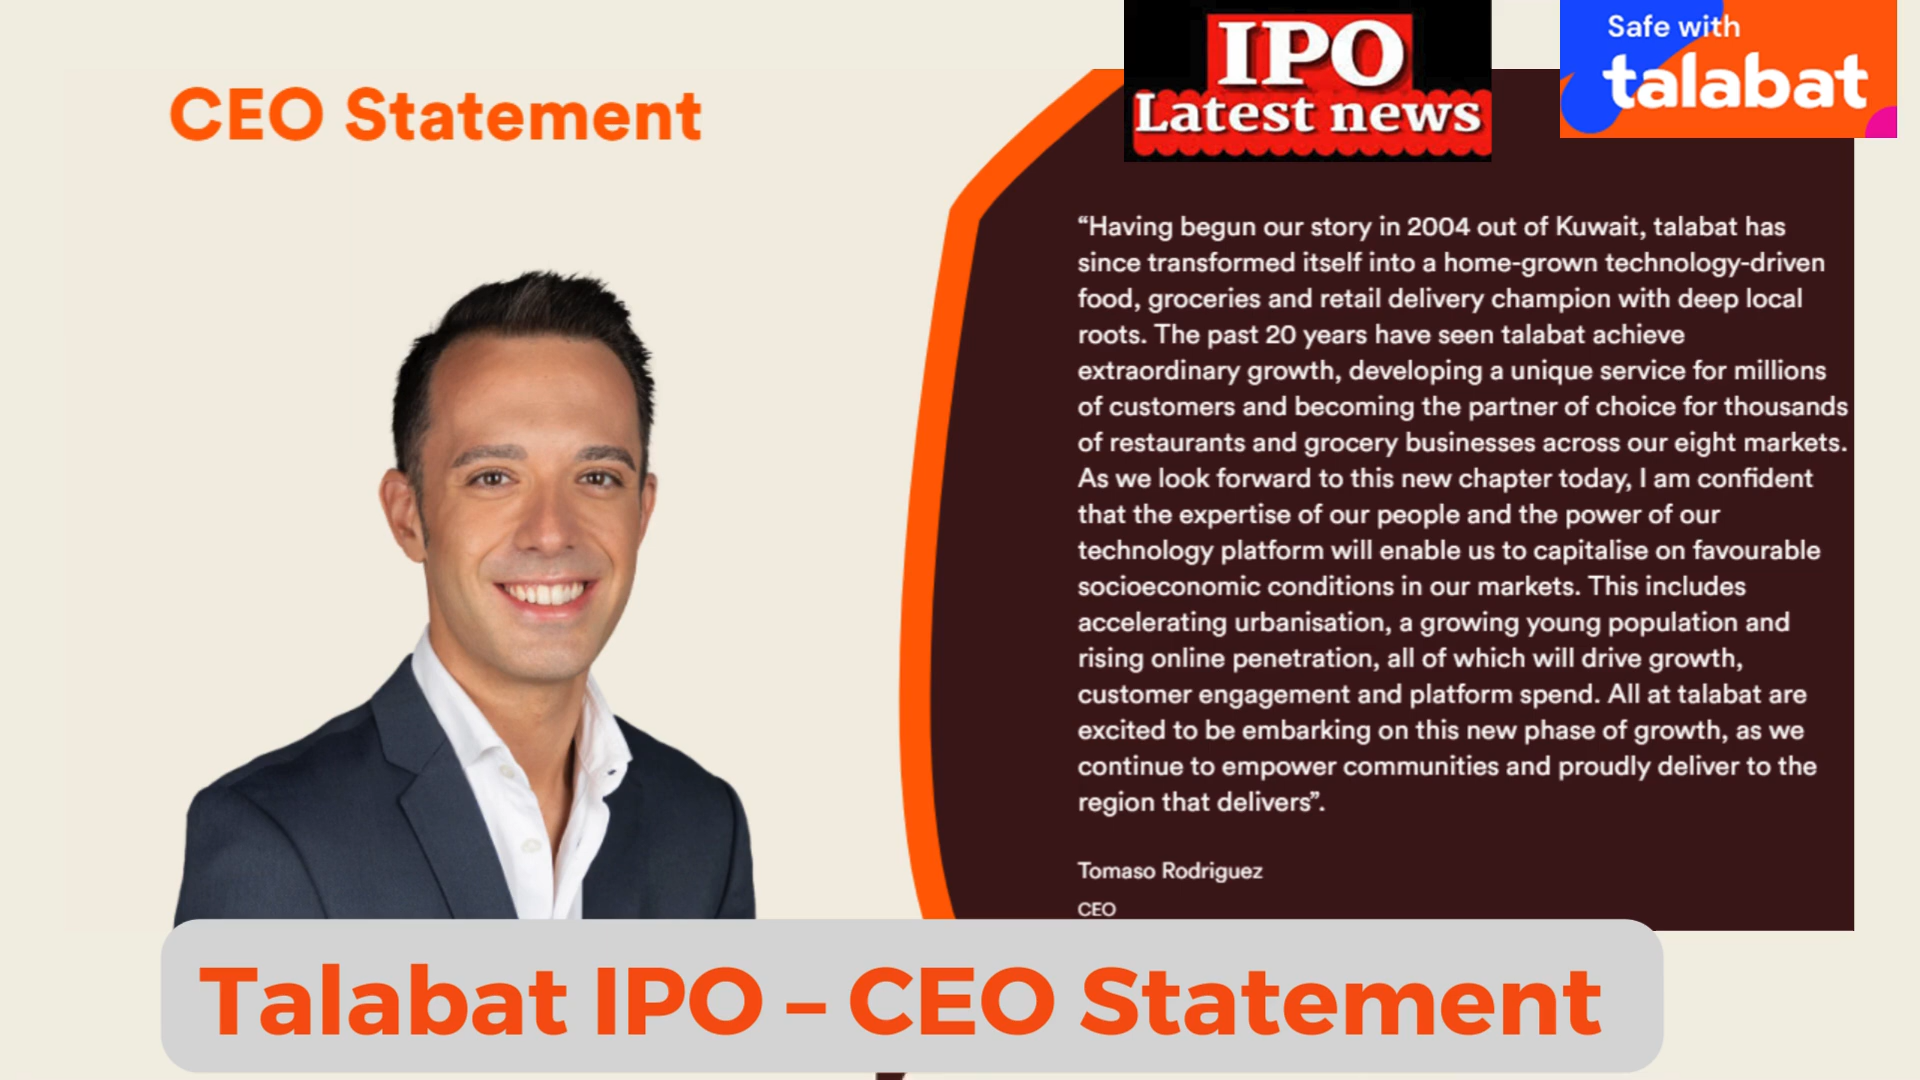 CEO Statement
IPO
Latest news
Safe with
talabat
“Having begun our story in 2004 out of Kuwait, talabat has
since transformed itself into a home-grown technology-driven
food, groceries and retail delivery champion with deep local
roots. The past 20 years have seen talabat achieve
extraordinary growth, developing a unique service for millions
of customers and becoming the partner of choice for thousands
of restaurants and grocery businesses across our eight markets.
As we look forward to this new chapter today, I am confident
that the expertise of our people and the power of our
technology platform will enable us to capitalise on favourable
socioeconomic conditions in our markets. This includes
accelerating urbanisation, a growing young population and
rising online penetration, all of which will drive growth,
customer engagement and platform spend. All at talabat are
excited to be embarking on this new phase of growth, as we
continue to empower communities and proudly deliver to the
region that delivers”.
Tomaso Rodriguez
CEO
Talabat IPO – CEO Statement